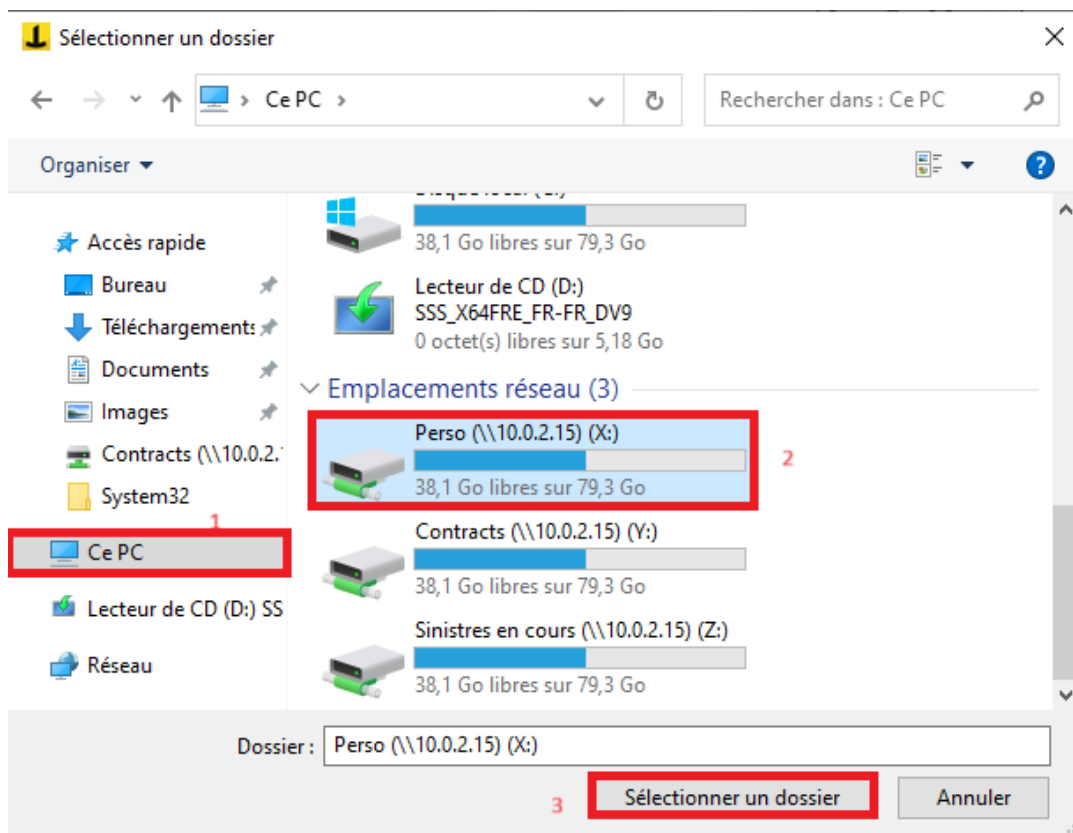 Sélectionner un dossier
Ce PC
Rechercher dans : Ce PC
Organiser
Accès rapide
Bureau
Téléchargements
Documents
Images
Contracts (\\10.0.2.
System32
1
Ce PC
Lecteur de CD (D:) SS
Réseau
38,1 Go libres sur 79,3 Go
Lecteur de CD (D:)
SSS_X64FRE_FR-FR_DV9
0 octet(s) libres sur 5,18 Go
Emplacements réseau (3)
Perso (\\10.0.2.15) (X:)
38,1 Go libres sur 79,3 Go
2
Contracts (\\10.0.2.15) (Y:)
38,1 Go libres sur 79,3 Go
Sinistres en cours (\\10.0.2.15) (Z:)
38,1 Go libres sur 79,3 Go
Dossier : Perso (\\10.0.2.15) (X:)
3 Sélectionner un dossier Annuler